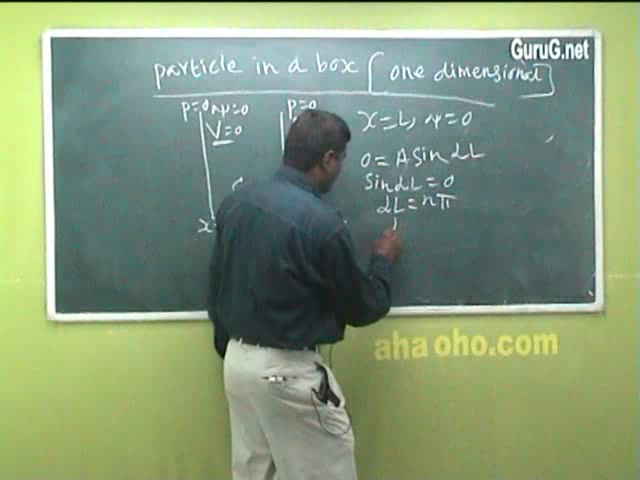 GuruG.net
particle in a box [one dimensional]
P=0 ψ=0
P=0
V=0
x=L, ψ=0
0 = A Sin αL
Sin αL = 0
αL = nπ
x
ahaoho.com